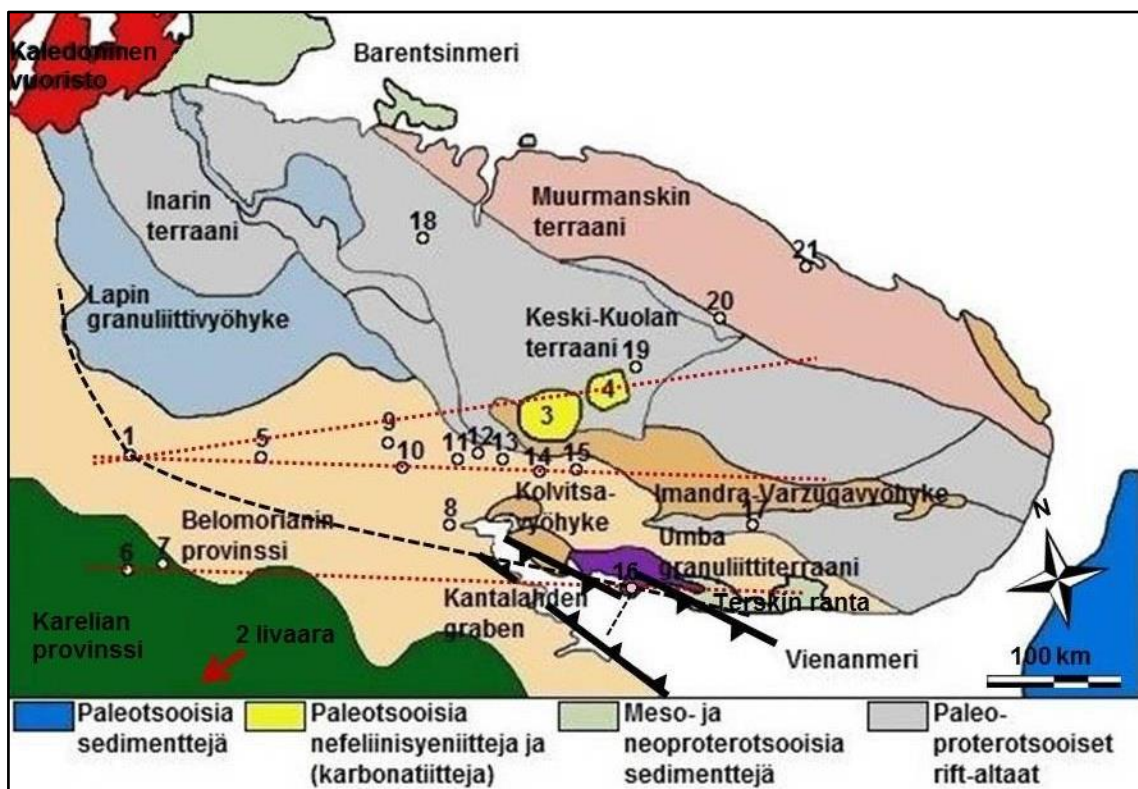 Kaledoninen
vuoristo
Barentsinmeri
Inarin
terraani
18
Muurmanskin
terraani
21
Lapin
granuliittivyöhyke
20
Keski-Kuolan
terraani
19
4
3
1
5
9
10
11
12
13
14
15
Kolvitsa-
vyöhyke
Imandra-Varzugavyöhyke
17
8
Belomorianin
provinssi
6
7
Umba
granuliittiterraani
16
N
Kantalahden
graben
Terskin ranta
Karelian
provinssi
2 Iivaara
Vienanmeri
100 km
Paleotsooisia
sedimenttejä
Paleotsooisia
nefeliinisyeniittejä ja
(karbonatiitteja)
Meso- ja
neoproterotsooisia
sedimenttejä
Paleo-
proterotsooiset
rift-altaat